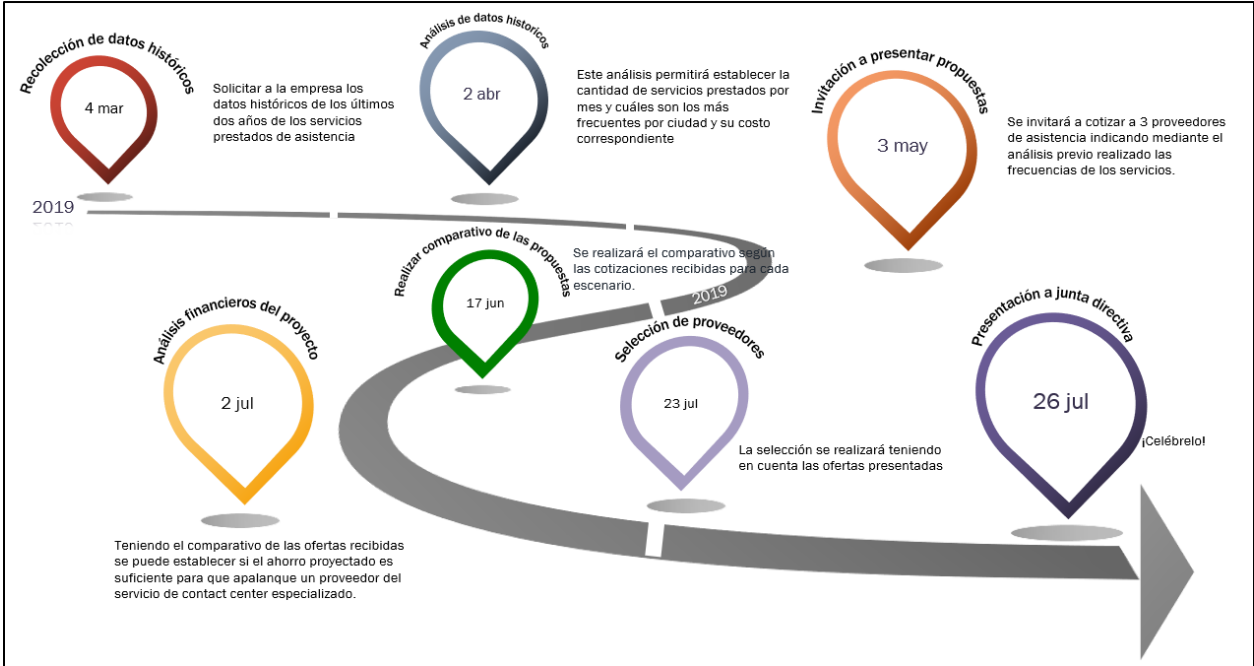 Recolección de datos históricos
4 mar
Solicitar a la empresa los
datos históricos de los últimos
dos años de los servicios
prestados de asistencia
Análisis de datos historicos
2 abr
Este análisis permitirá establecer la
cantidad de servicios prestados por
mes y cuáles son los más
frecuentes por ciudad y su costo
correspondiente
Invitación a presentar propuestas
3 may
Se invitará a cotizar a 3 proveedores
de asistencia indicando mediante el
análisis previo realizado las
frecuencias de los servicios.
2019
Realizar comparativo de las propuestas
17 jun
Se realizará el comparativo según
las cotizaciones recibidas para cada
escenario.
2019
Análisis financieros del proyecto
2 jul
Teniendo el comparativo de las ofertas recibidas
se puede establecer si el ahorro proyectado es
suficiente para que apalanque un proveedor del
servicio de contact center especializado.
Selección de proveedores
23 jul
La selección se realizará teniendo
en cuenta las ofertas presentadas
Presentación a junta directiva
26 jul
¡Celébrelo!